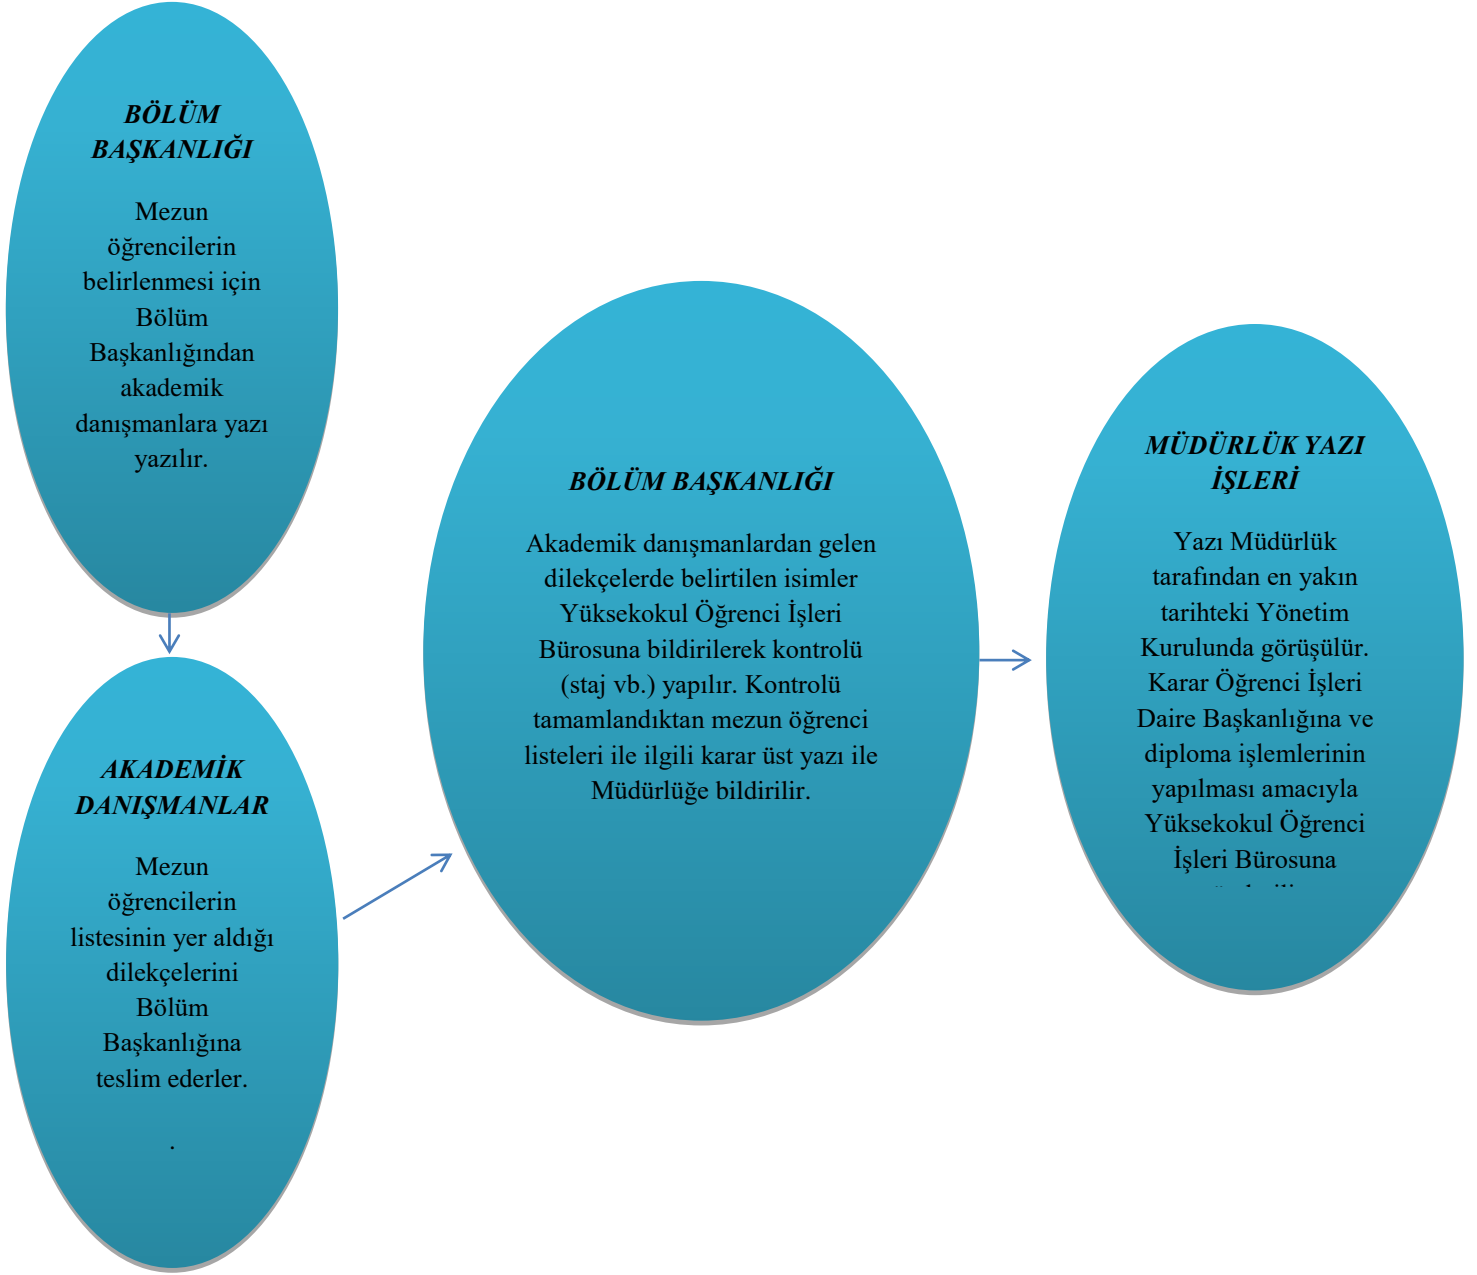 BÖLÜM
BAŞKANLIĞI
Mezun
öğrencilerin
belirlenmesi için
Bölüm
Başkanlığından
akademik
danışmanlara yazı
yazılır.
AKADEMİK
DANIŞMANLAR
Mezun
öğrencilerin
listesinin yer aldığı
dilekçelerini
Bölüm
Başkanlığına
teslim ederler.
.
BÖLÜM BAŞKANLIĞI
Akademik danışmanlardan gelen
dilekçelerde belirtilen isimler
Yüksekokul Öğrenci İşleri
Bürosuna bildirilerek kontrolü
(staj vb.) yapılır. Kontrolü
tamamlandıktan mezun öğrenci
listeleri ile ilgili karar üst yazı ile
Müdürlüğe bildirilir.
MÜDÜRLÜK YAZI
İŞLERİ
Yazı Müdürlük
tarafından en yakın
tarihteki Yönetim
Kurulunda görüşülür.
Karar Öğrenci İşleri
Daire Başkanlığına ve
diploma işlemlerinin
yapılması amacıyla
Yüksekokul Öğrenci
İşleri Bürosuna